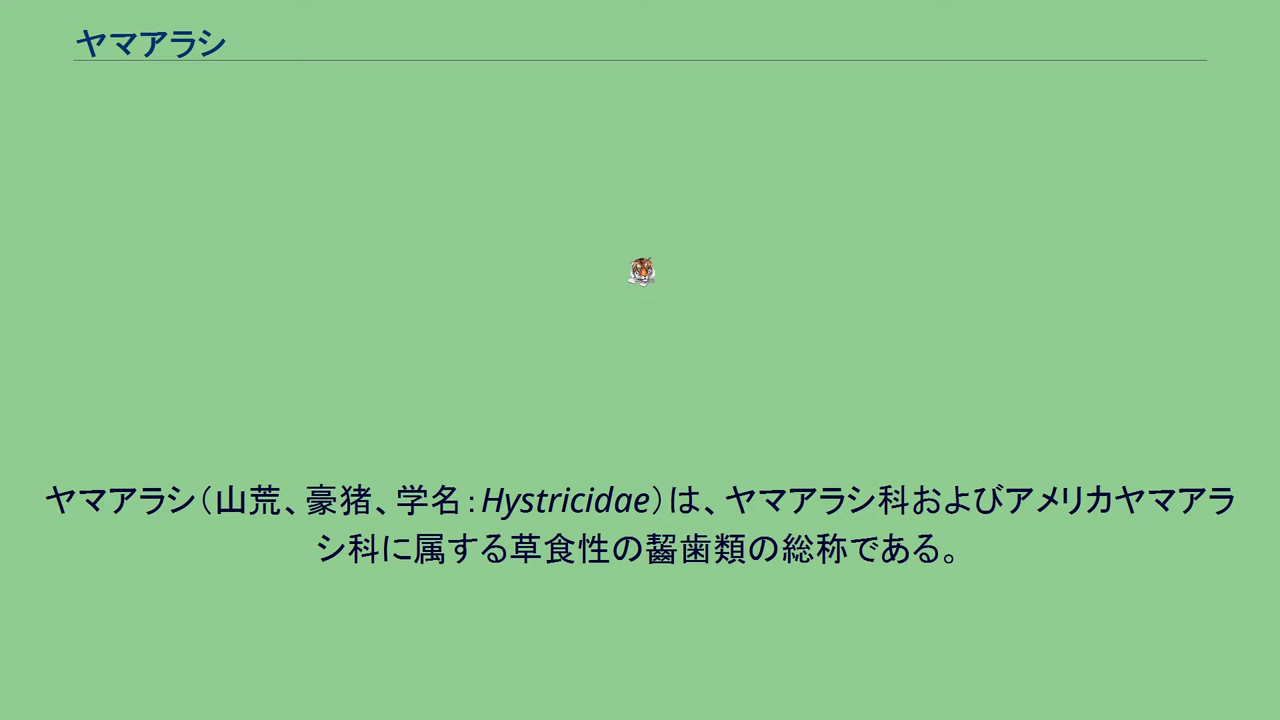 ヤマアラシ
ヤマアラシ（山荒、豪猪、学名：Hystricidae）は、ヤマアラシ科およびアメリカヤマアラ
シ科に属する草食性の齧歯類の総称である。